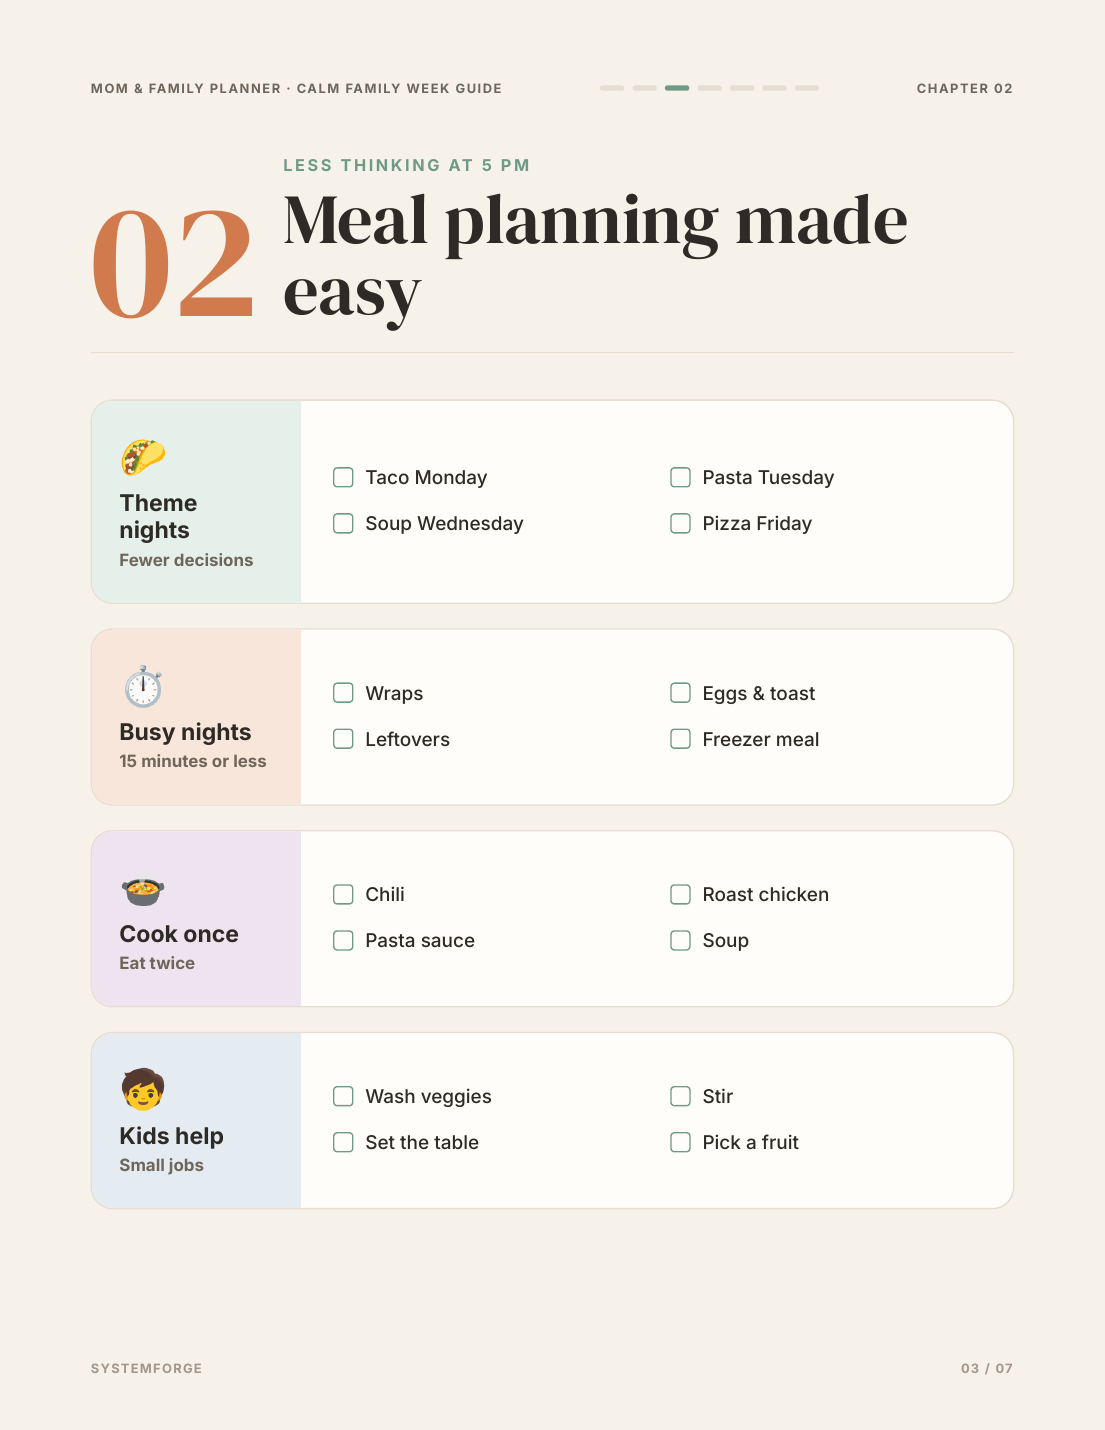 MOM & FAMILY PLANNER · CALM FAMILY WEEK GUIDE
CHAPTER 02
LESS THINKING AT 5 PM
02
Meal planning made
easy
Theme
nights
Fewer decisions
Taco Monday
Pasta Tuesday
Soup Wednesday
Pizza Friday
Busy nights
15 minutes or less
Wraps
Eggs & toast
Leftovers
Freezer meal
Cook once
Eat twice
Chili
Roast chicken
Pasta sauce
Soup
Kids help
Small jobs
Wash veggies
Stir
Set the table
Pick a fruit
SYSTEMFORGE
03 / 07